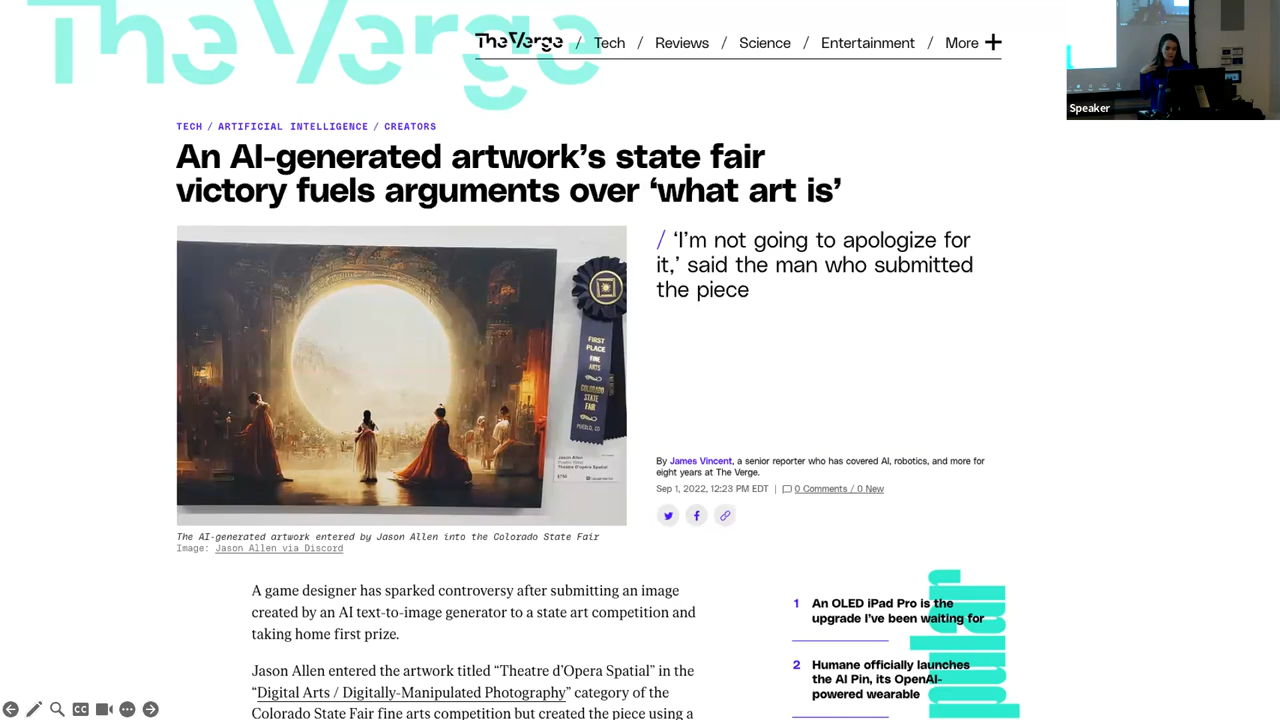 The Verge
The Verge / Tech / Reviews / Science / Entertainment / More +
Speaker
TECH / ARTIFICIAL INTELLIGENCE / CREATORS
An AI-generated artwork’s state fair
victory fuels arguments over ‘what art is’
/ ‘I’m not going to apologize for
it,’ said the man who submitted
the piece
FIRST
PLACE
FINE
ARTS
COLORADO
STATE
FAIR
PUEBLO, CO
Jason Allen
Theatre D'opera Spatial
$750
By James Vincent, a senior reporter who has covered AI, robotics, and more for
eight years at The Verge.
Sep 1, 2022, 12:23 PM EDT | 0 Comments / 0 New
The AI-generated artwork entered by Jason Allen into the Colorado State Fair
Image: Jason Allen via Discord
A game designer has sparked controversy after submitting an image
created by an AI text-to-image generator to a state art competition and
taking home first prize.
Jason Allen entered the artwork titled “Theatre d’Opera Spatial” in the
“Digital Arts / Digitally-Manipulated Photography” category of the
Colorado State Fair fine arts competition but created the piece using a
1 An OLED iPad Pro is the
upgrade I’ve been waiting for
2 Humane officially launches
the AI Pin, its OpenAI-
powered wearable
CC